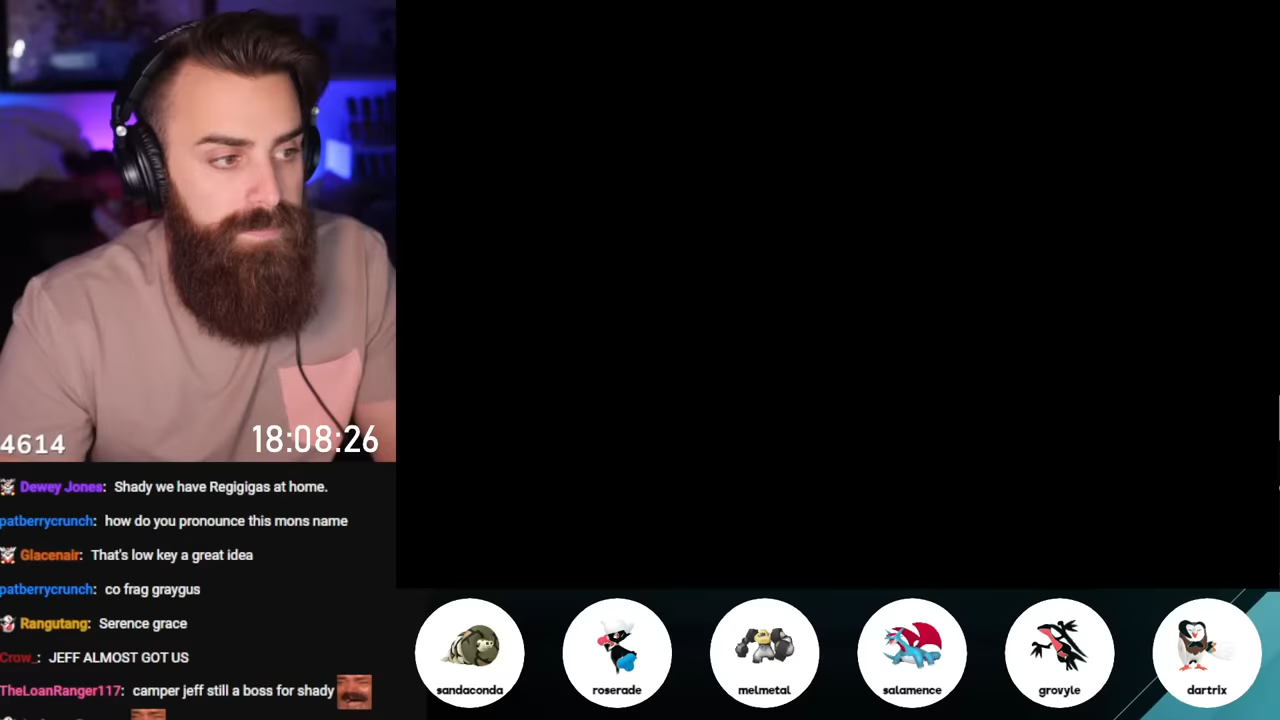 4614
18:08:26
Dewey Jones: Shady we have Regigigas at home.
patberrycrunch: how do you pronounce this mons name
Glacenair: That's low key a great idea
patberrycrunch: co frag graygus
Rangutang: Serence grace
Crow_: JEFF ALMOST GOT US
TheLoanRanger117: camper jeff still a boss for shady
sandaconda
roserade
melmetal
salamence
grovyle
dartrix